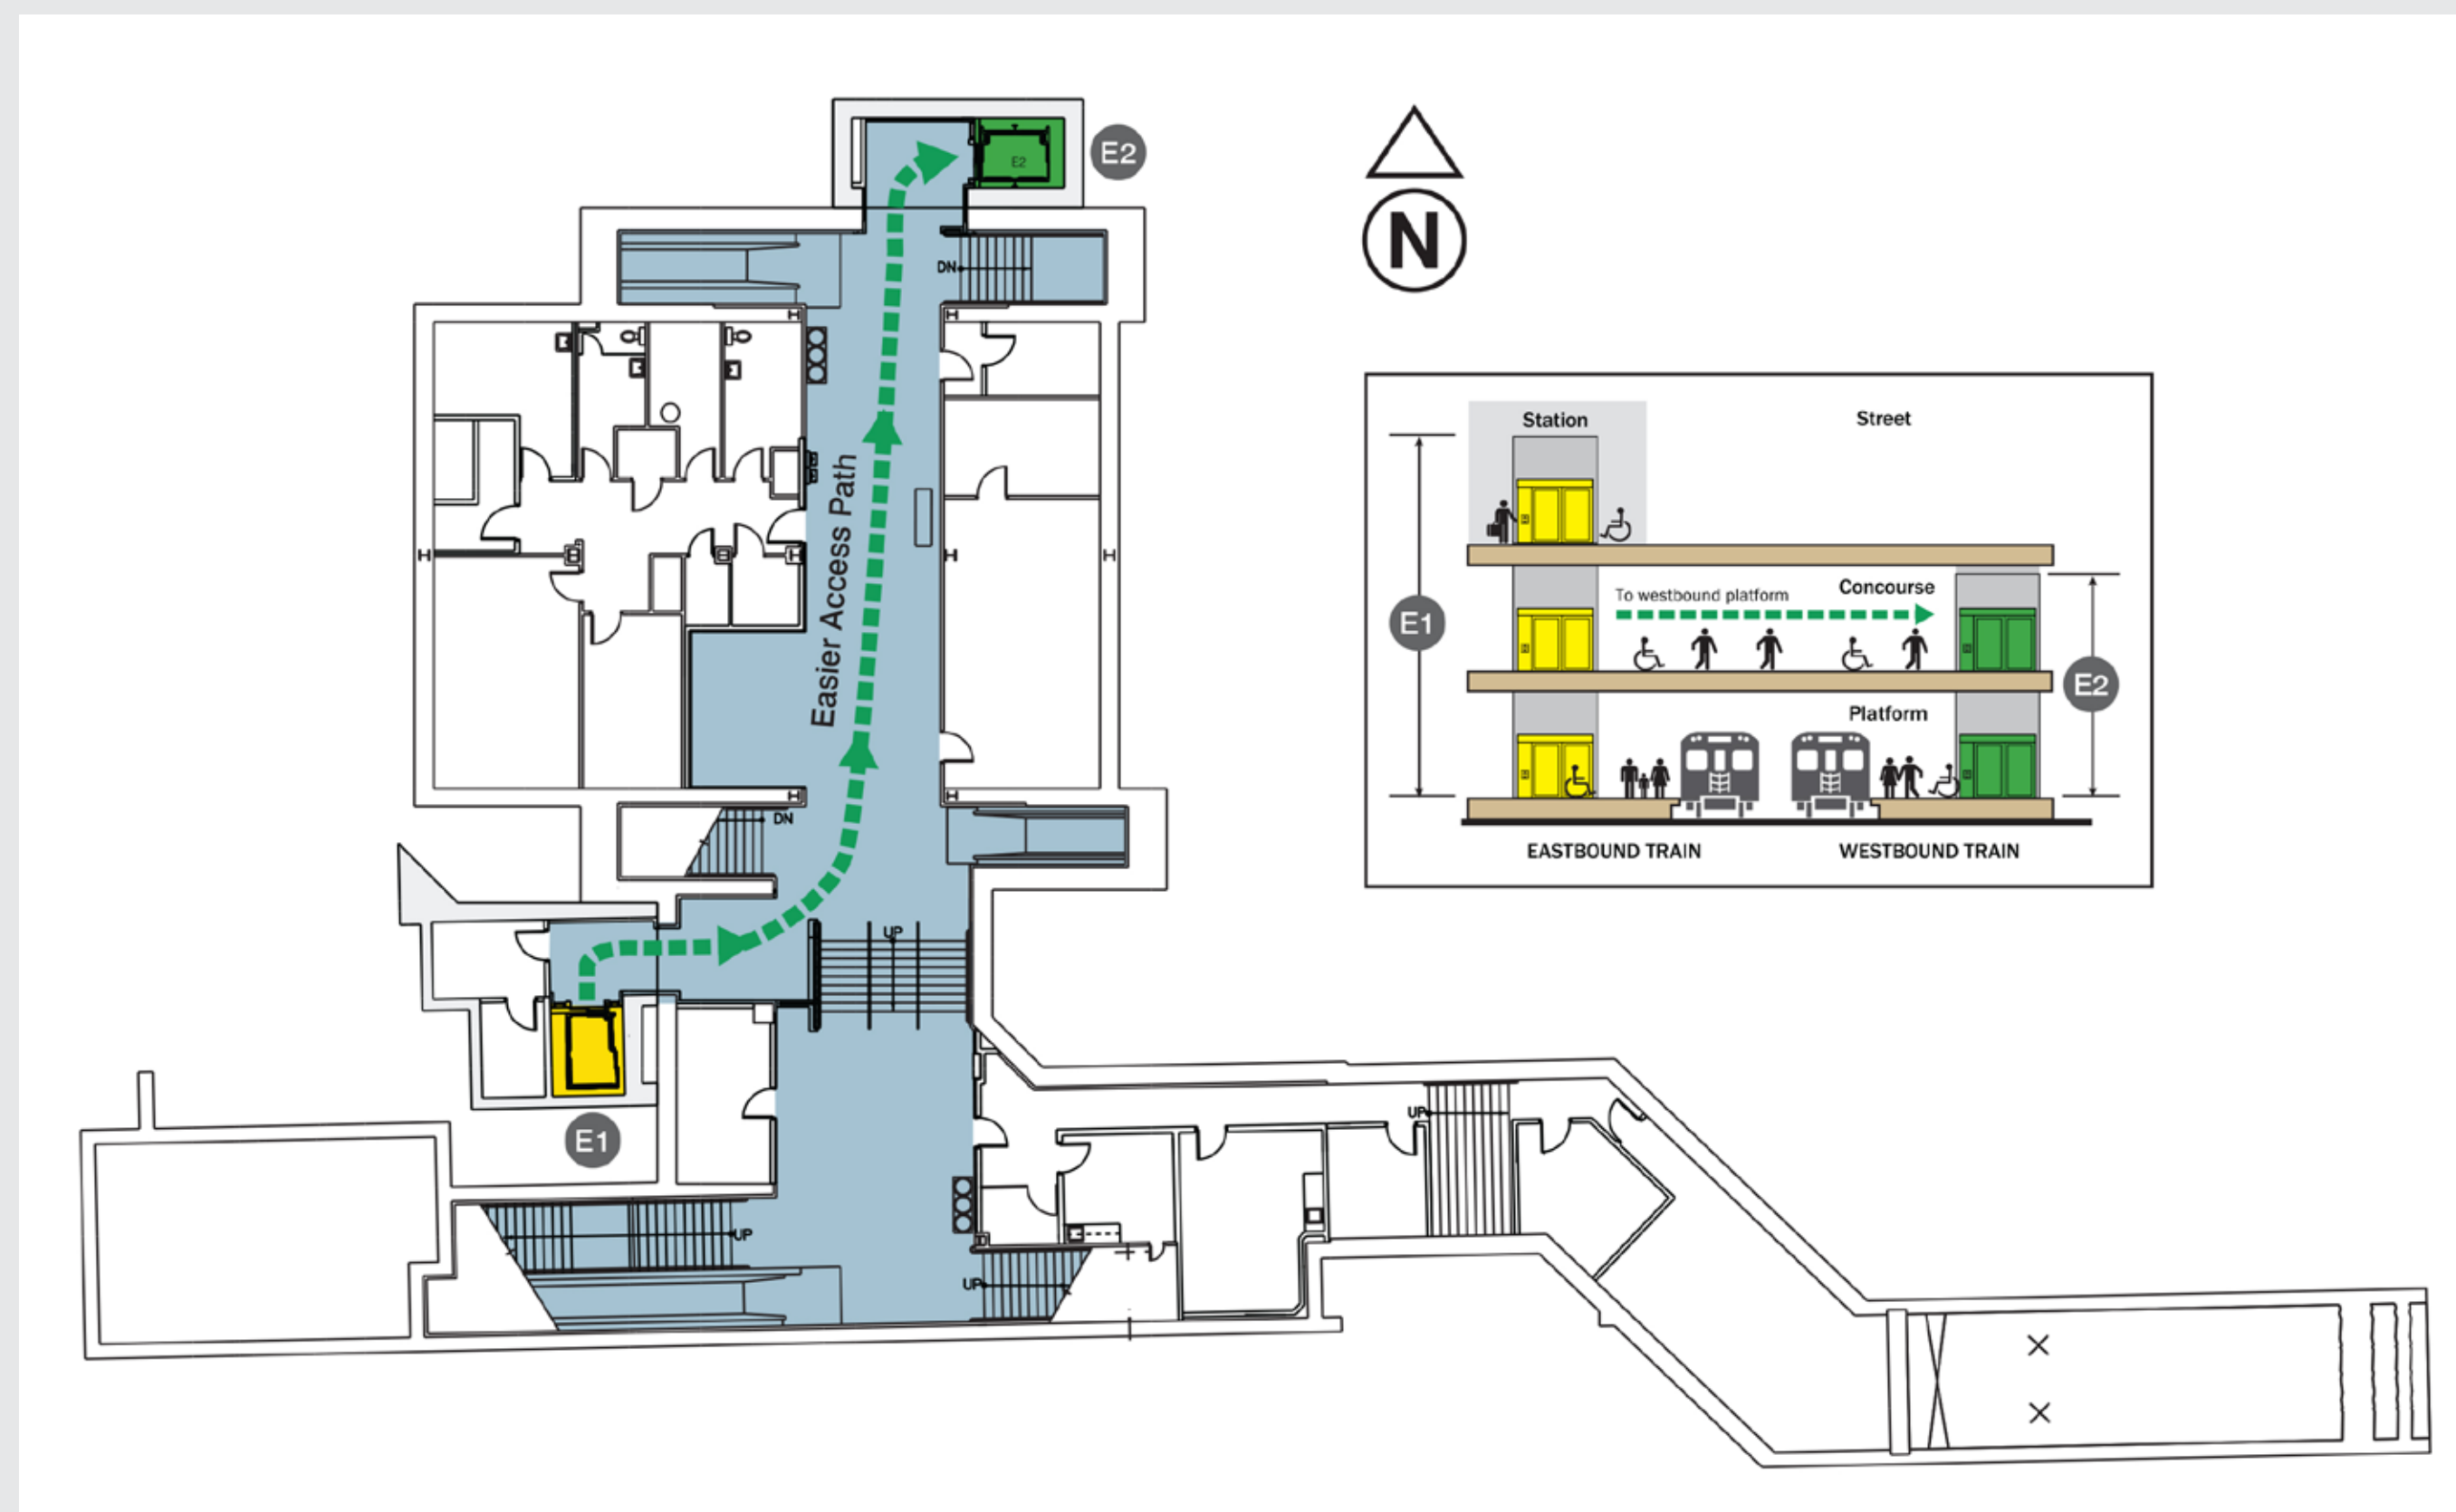 E2
E2
N
DN
Easier Access Path
DN
UP
E1
UP
UP
UP
Station
Street
To westbound platform
Concourse
E1
E2
Platform
EASTBOUND TRAIN
WESTBOUND TRAIN